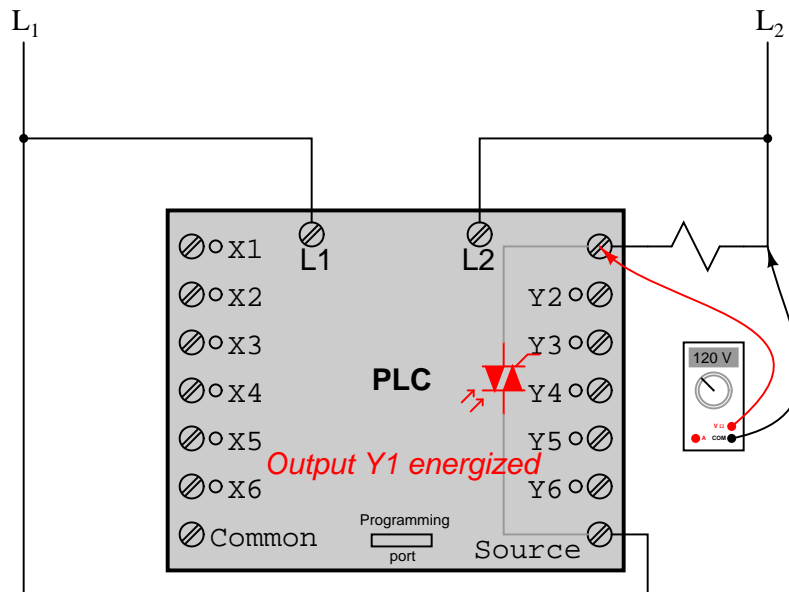 L1
L2
L1
L2
X1
X2
X3
X4
X5
X6
Common
PLC
Output Y1 energized
Programming
port
Y2
Y3
Y4
Y5
Y6
Source
120 V
V Ω
A
COM